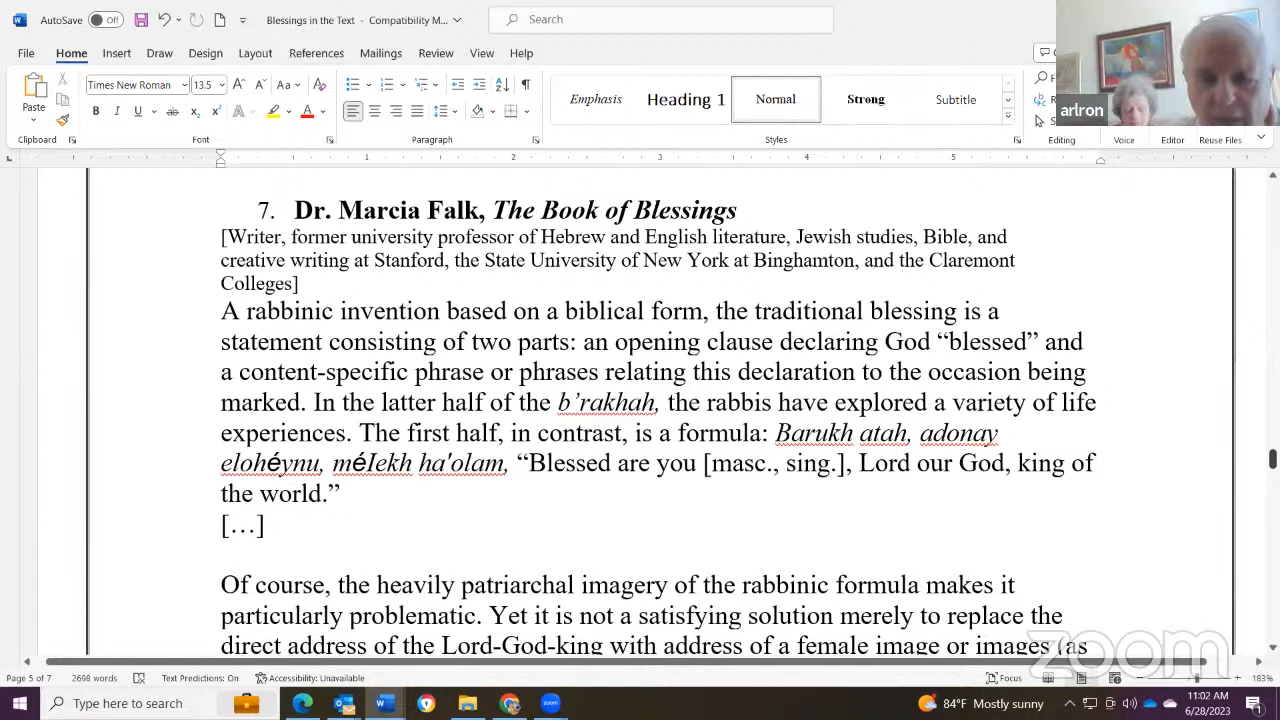 AutoSave Off Blessings in the Text - Compatibility M... Search
File Home Insert Draw Design Layout References Mailings Review View Help
Times New Roman 13.5
Paste
Emphasis Heading 1 Normal Strong Subtitle
arlron
Clipboard Font Paragraph Styles Editing Voice Editor Reuse Files
1 2 3 4 5
7. Dr. Marcia Falk, The Book of Blessings
[Writer, former university professor of Hebrew and English literature, Jewish studies, Bible, and
creative writing at Stanford, the State University of New York at Binghamton, and the Claremont
Colleges]
A rabbinic invention based on a biblical form, the traditional blessing is a
statement consisting of two parts: an opening clause declaring God “blessed” and
a content-specific phrase or phrases relating this declaration to the occasion being
marked. In the latter half of the b’rakhah, the rabbis have explored a variety of life
experiences. The first half, in contrast, is a formula: Barukh atah, adonay
elohéynu, méIekh ha'olam, “Blessed are you [masc., sing.], Lord our God, king of
the world.”
[…]
Of course, the heavily patriarchal imagery of the rabbinic formula makes it
particularly problematic. Yet it is not a satisfying solution merely to replace the
direct address of the Lord-God-king with address of a female image or images (as
zoom
Page 5 of 7 2698 words Text Predictions: On Accessibility: Unavailable Focus 183%
Type here to search 84°F Mostly sunny 11:02 AM
6/28/2023